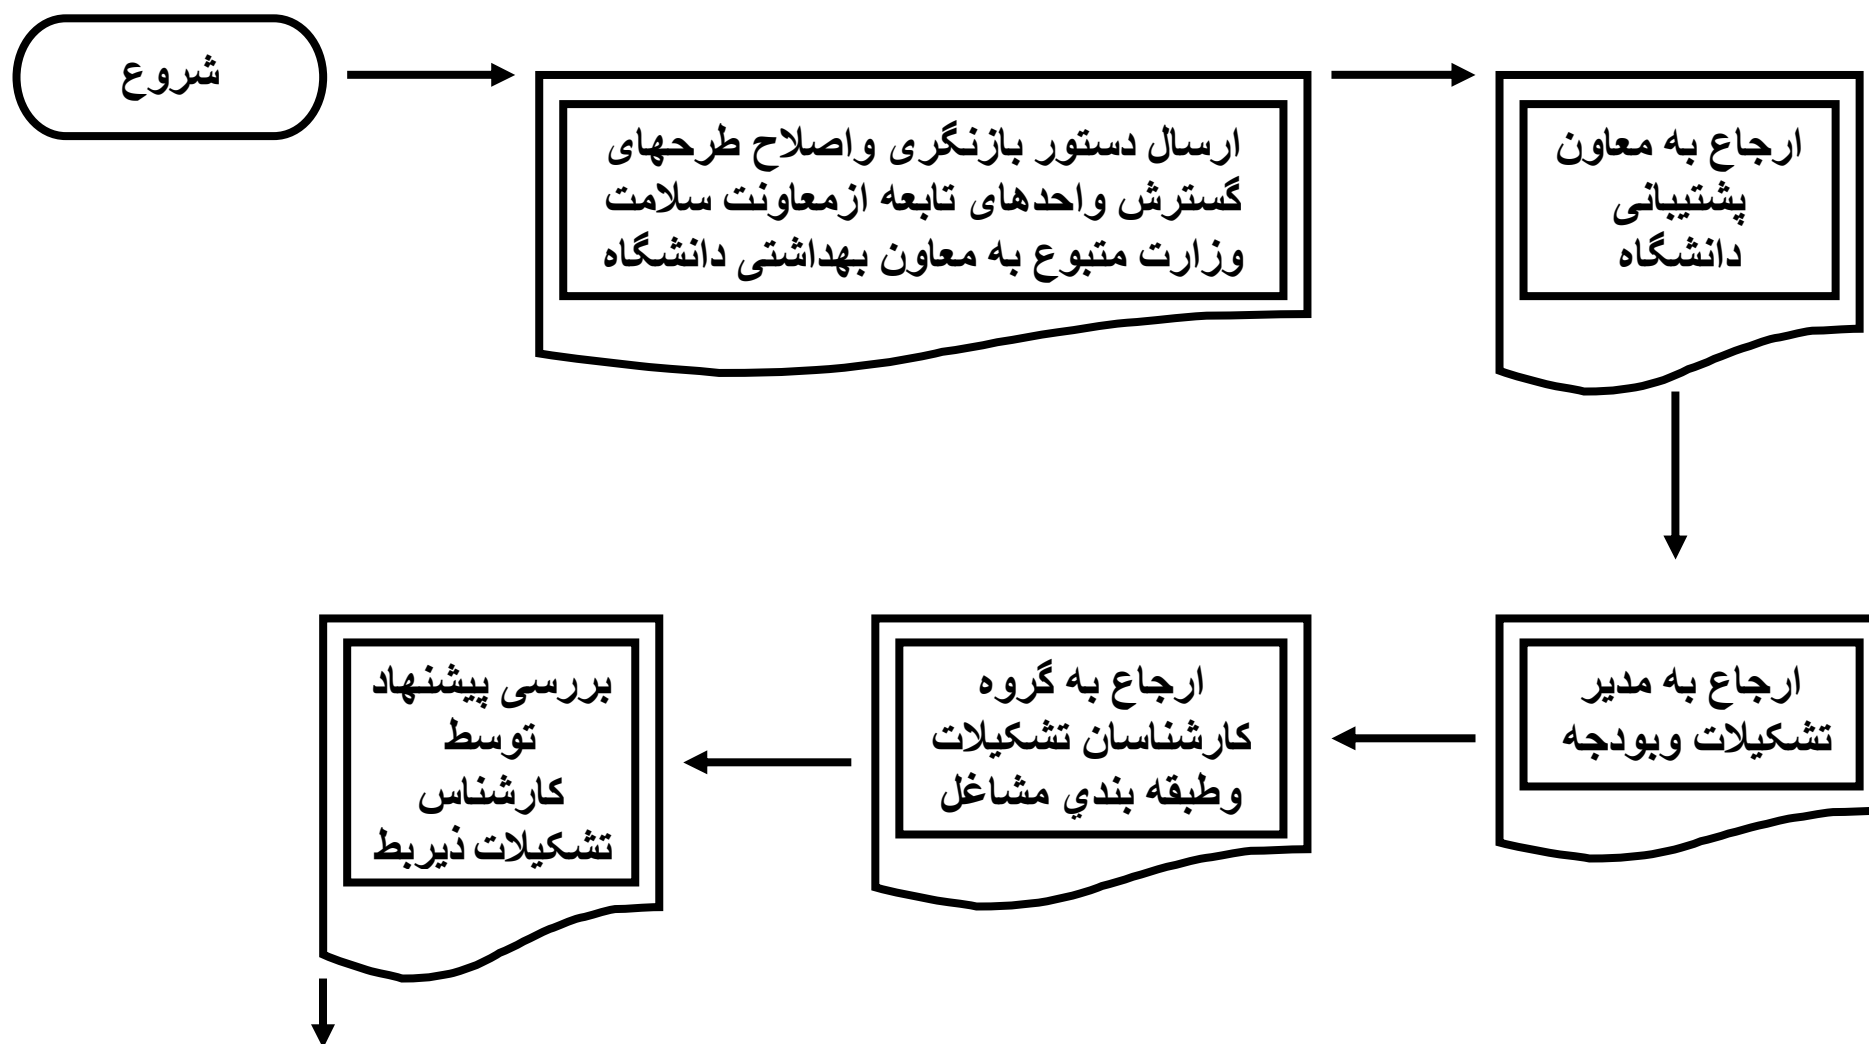 شروع
ارسال دستور بازنگری واصلاح طرحهای
گسترش واحدهای تابعه ازمعاونت سلامت
وزارت متبوع به معاون بهداشتی دانشگاه
ارجاع به معاون
پشتیبانی
دانشگاه
ارجاع به مدیر
تشکیلات وبودجه
ارجاع به گروه
کارشناسان تشکیلات
وطبقه بندي مشاغل
بررسی پیشنهاد
توسط
کارشناس
تشکیلات ذیربط